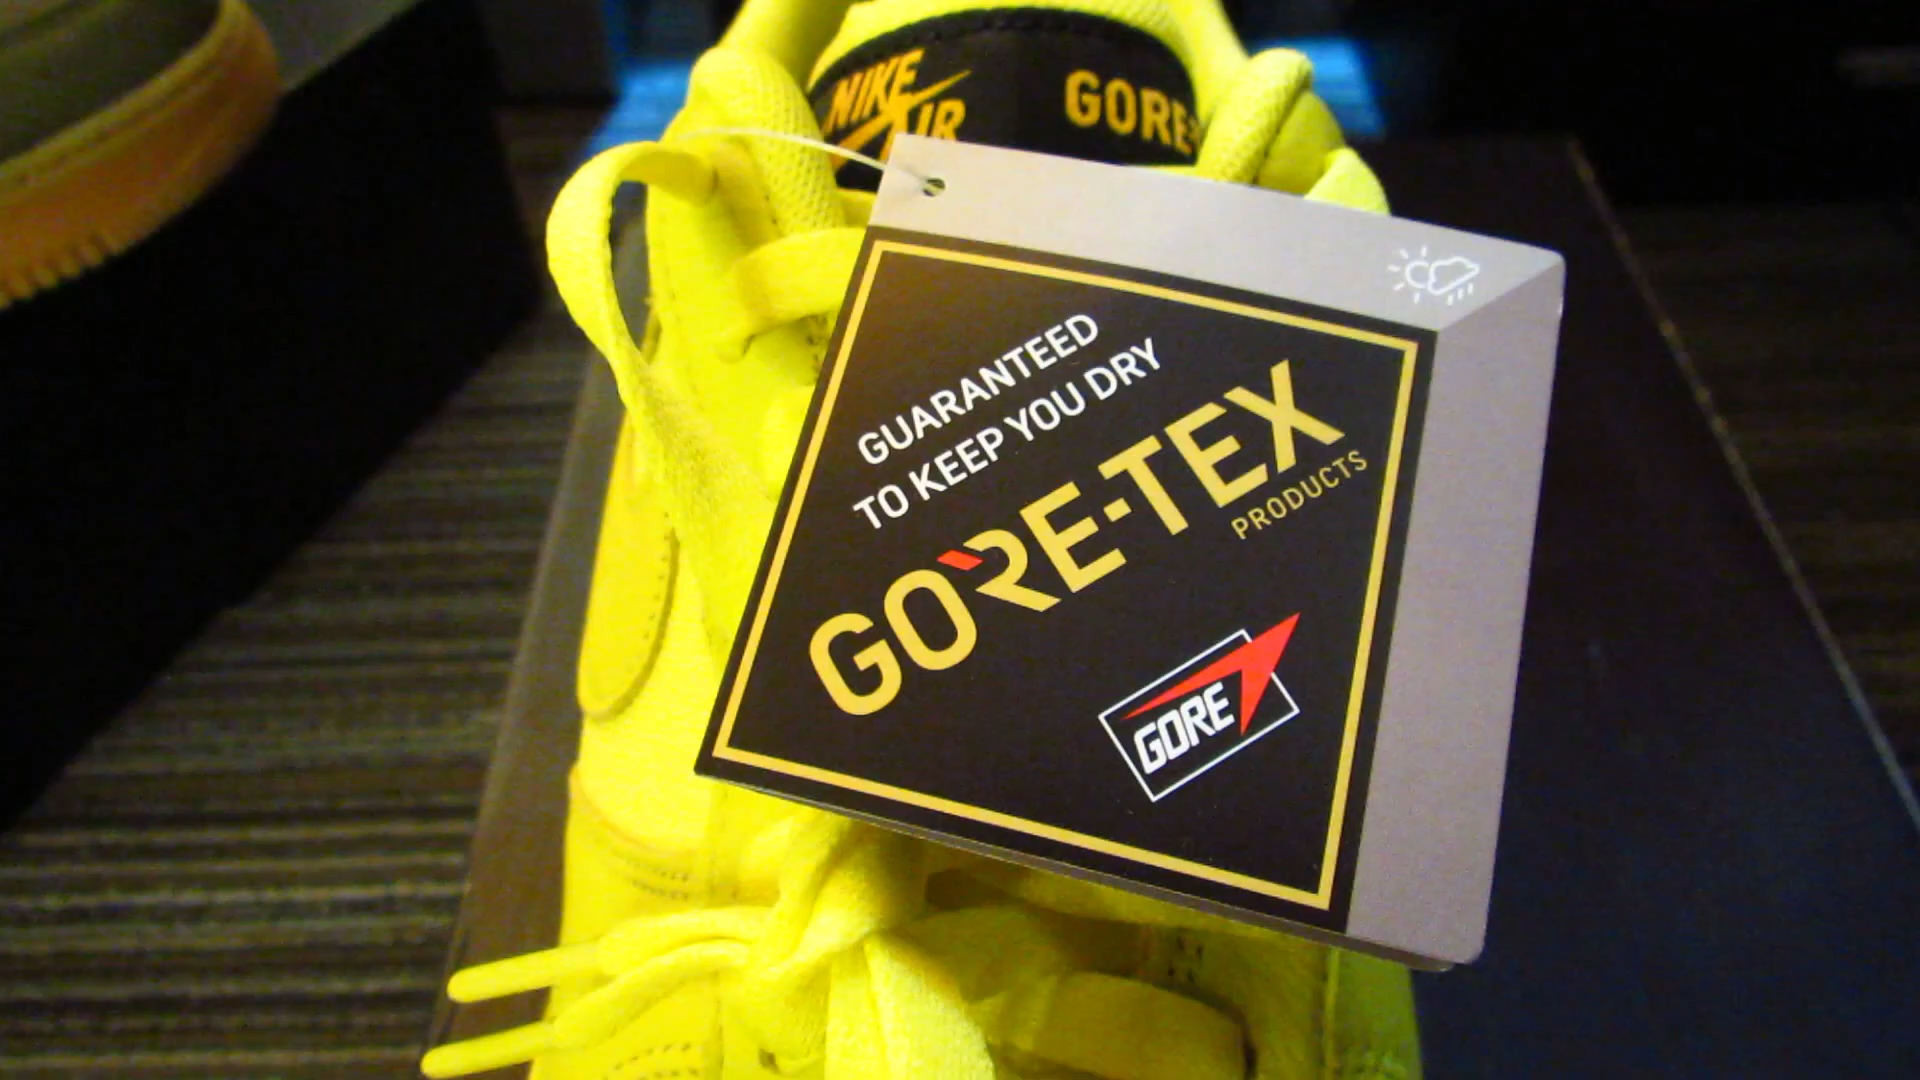 NIKE
AIR
GORE-
GUARANTEED
TO KEEP YOU DRY
GORE-TEX
PRODUCTS
GORE